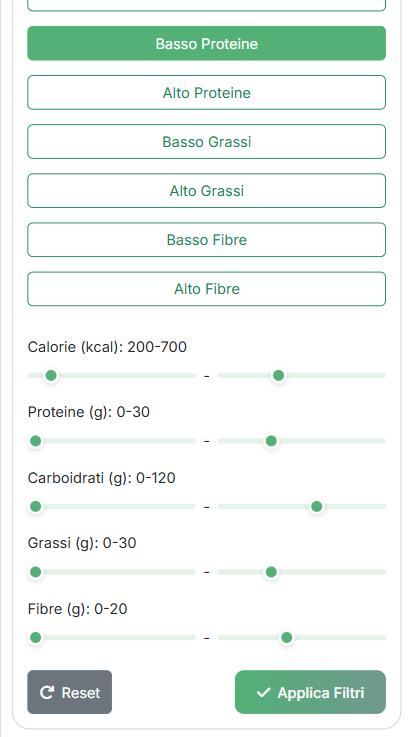 Basso Proteine
Alto Proteine
Basso Grassi
Alto Grassi
Basso Fibre
Alto Fibre
Calorie (kcal): 200-700
-
Proteine (g): 0-30
-
Carboidrati (g): 0-120
-
Grassi (g): 0-30
-
Fibre (g): 0-20
-
Reset
Applica Filtri